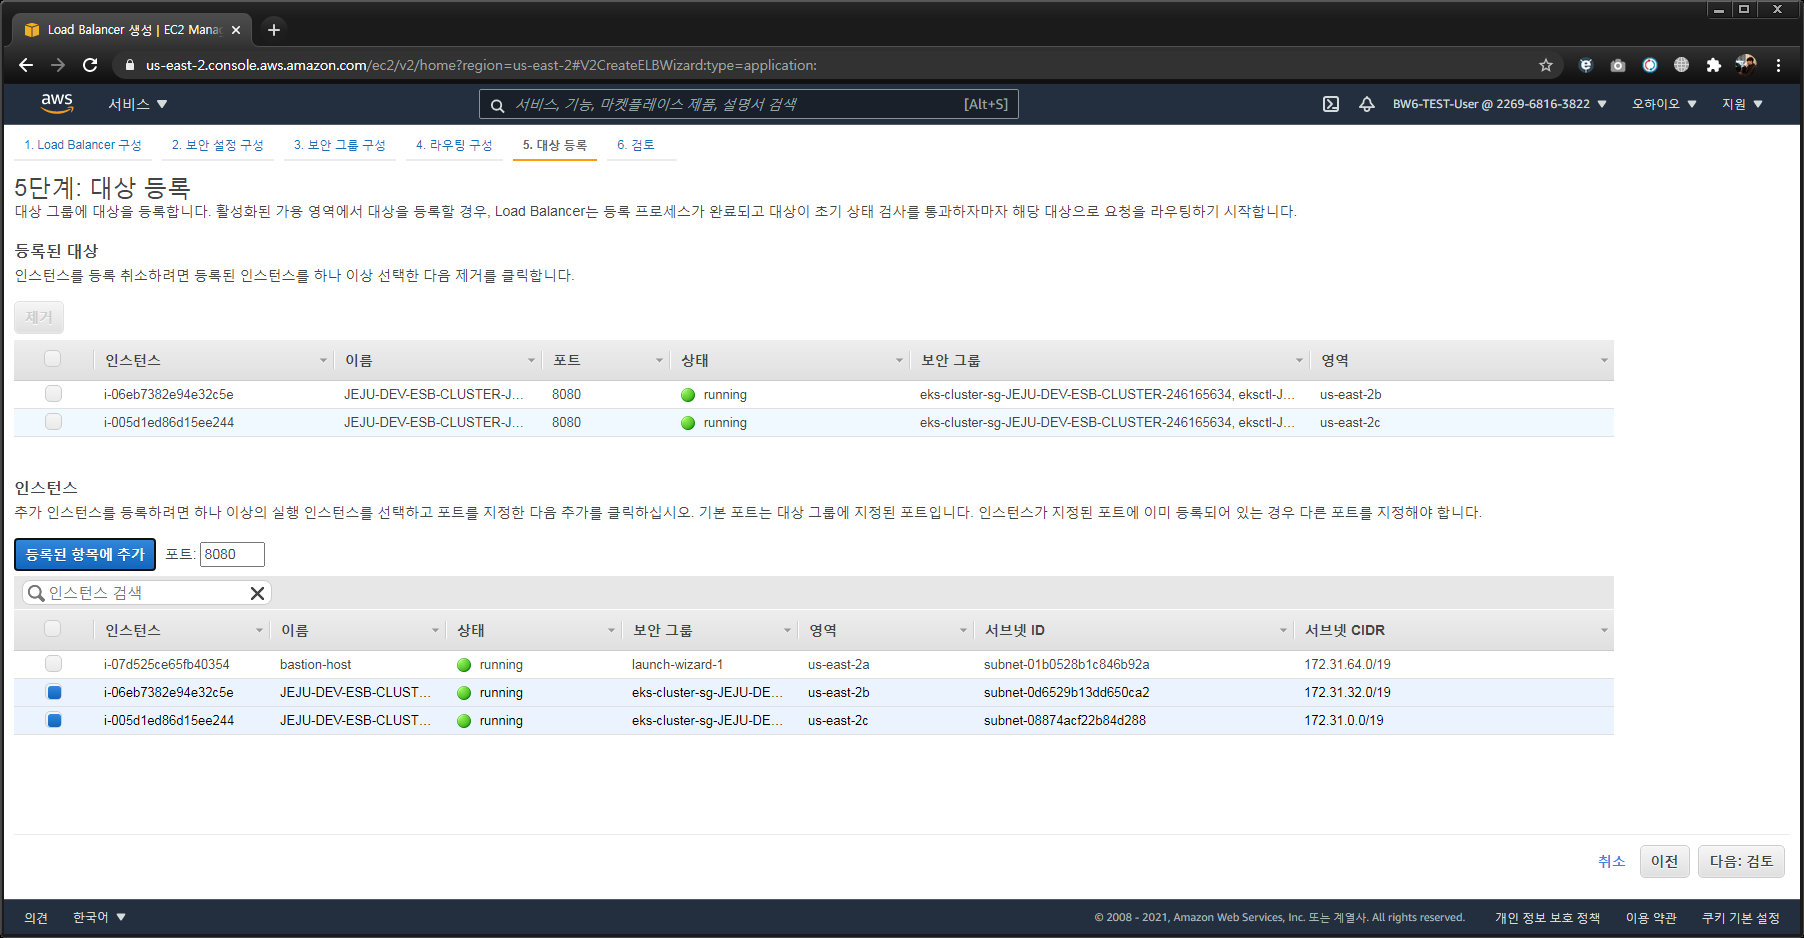 Load Balancer 생성 | EC2 Mana
us-east-2.console.aws.amazon.com/ec2/v2/home?region=us-east-2#V2CreateELBWizard:type=application:
aws 서비스 서비스, 기능, 마켓플레이스 제품, 설명서 검색 [Alt+S] BW6-TEST-User @ 2269-6816-3822 오하이오 지원
1. Load Balancer 구성 2. 보안 설정 구성 3. 보안 그룹 구성 4. 라우팅 구성 5. 대상 등록 6. 검토
5단계: 대상 등록
대상 그룹에 대상을 등록합니다. 활성화된 가용 영역에서 대상을 등록할 경우, Load Balancer는 등록 프로세스가 완료되고 대상이 초기 상태 검사를 통과하자마자 해당 대상으로 요청을 라우팅하기 시작합니다.
등록된 대상
인스턴스를 등록 취소하려면 등록된 인스턴스를 하나 이상 선택한 다음 제거를 클릭합니다.
제거
인스턴스 이름 포트 상태 보안 그룹 영역
i-06eb7382e94e32c5e JEJU-DEV-ESB-CLUSTER-J... 8080 running eks-cluster-sg-JEJU-DEV-ESB-CLUSTER-246165634, eksctl-J... us-east-2b
i-005d1ed86d15ee244 JEJU-DEV-ESB-CLUSTER-J... 8080 running eks-cluster-sg-JEJU-DEV-ESB-CLUSTER-246165634, eksctl-J... us-east-2c
인스턴스
추가 인스턴스를 등록하려면 하나 이상의 실행 인스턴스를 선택하고 포트를 지정한 다음 추가를 클릭하십시오. 기본 포트는 대상 그룹에 지정된 포트입니다. 인스턴스가 지정된 포트에 이미 등록되어 있는 경우 다른 포트를 지정해야 합니다.
등록된 항목에 추가 포트: 8080
인스턴스 검색
인스턴스 이름 상태 보안 그룹 영역 서브넷 ID 서브넷 CIDR
i-07d525ce65fb40354 bastion-host running launch-wizard-1 us-east-2a subnet-01b0528b1c846b92a 172.31.64.0/19
i-06eb7382e94e32c5e JEJU-DEV-ESB-CLUST... running eks-cluster-sg-JEJU-DE... us-east-2b subnet-0d6529b13dd650ca2 172.31.32.0/19
i-005d1ed86d15ee244 JEJU-DEV-ESB-CLUST... running eks-cluster-sg-JEJU-DE... us-east-2c subnet-08874acf22b84d288 172.31.0.0/19
취소 이전 다음: 검토
의견 한국어 © 2008 - 2021, Amazon Web Services, Inc. 또는 계열사. All rights reserved. 개인 정보 보호 정책 이용 약관 쿠키 기본 설정